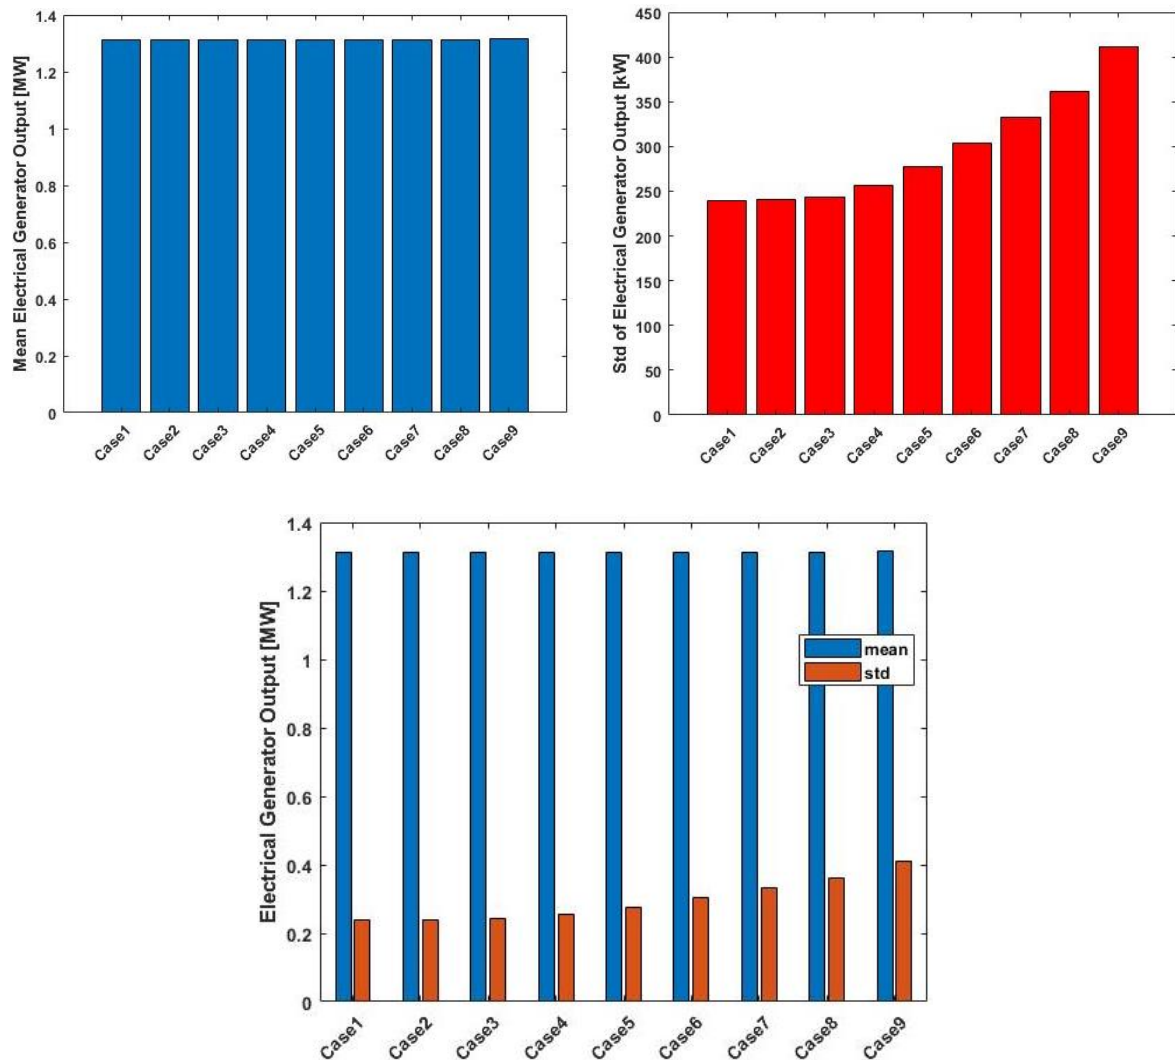 Mean Electrical Generator Output [MW]
1.4
1.2
1
0.8
0.6
0.4
0.2
0
Case1
Case2
Case3
Case4
Case5
Case6
Case7
Case8
Case9
Std of Electrical Generator Output [kW]
450
400
350
300
250
200
150
100
50
0
Case1
Case2
Case3
Case4
Case5
Case6
Case7
Case8
Case9
Electrical Generator Output [MW]
1.4
1.2
1
0.8
0.6
0.4
0.2
0
mean
std
Case1
Case2
Case3
Case4
Case5
Case6
Case7
Case8
Case9